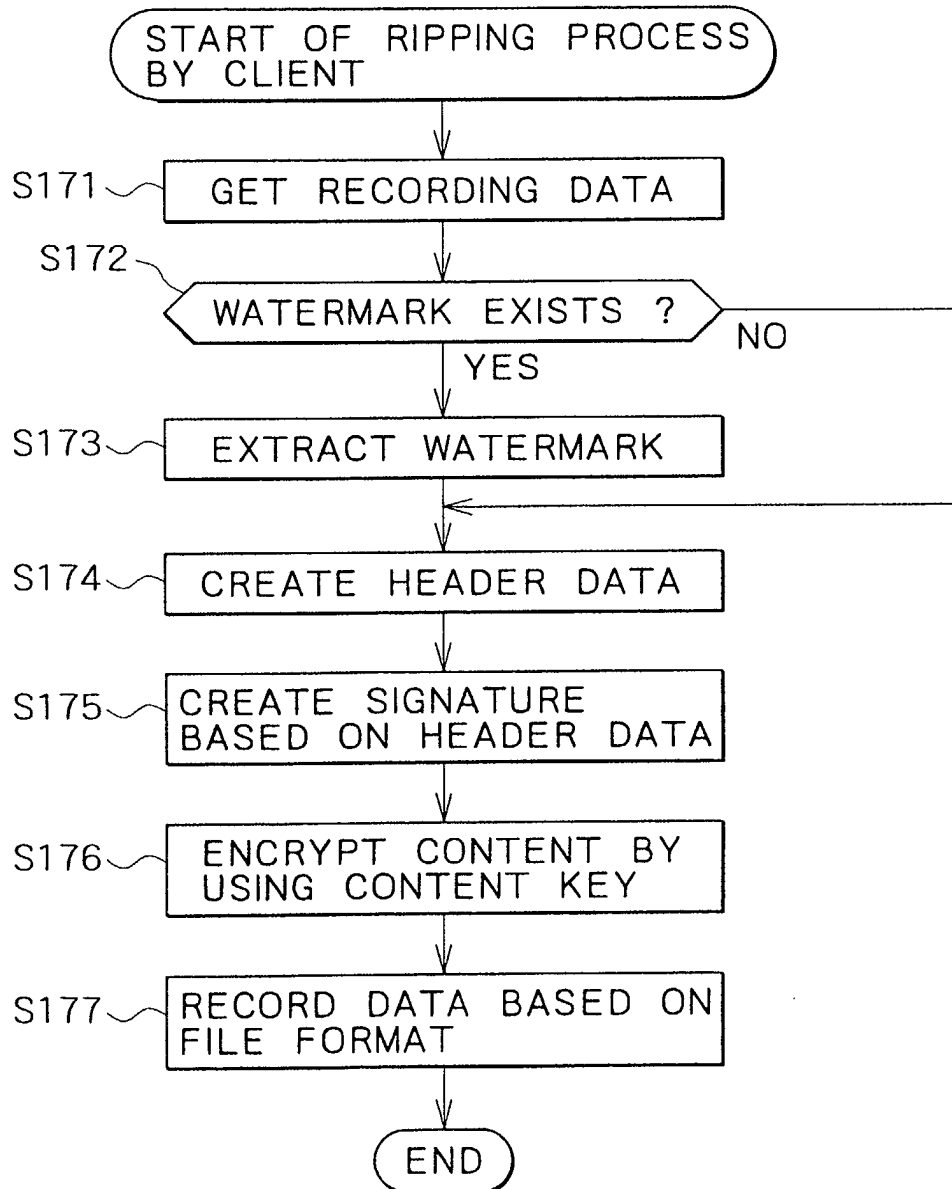 START OF RIPPING PROCESS
BY CLIENT
S171
GET RECORDING DATA
S172
WATERMARK EXISTS ?
NO
YES
S173
EXTRACT WATERMARK
S174
CREATE HEADER DATA
S175
CREATE SIGNATURE
BASED ON HEADER DATA
S176
ENCRYPT CONTENT BY
USING CONTENT KEY
S177
RECORD DATA BASED ON
FILE FORMAT
END